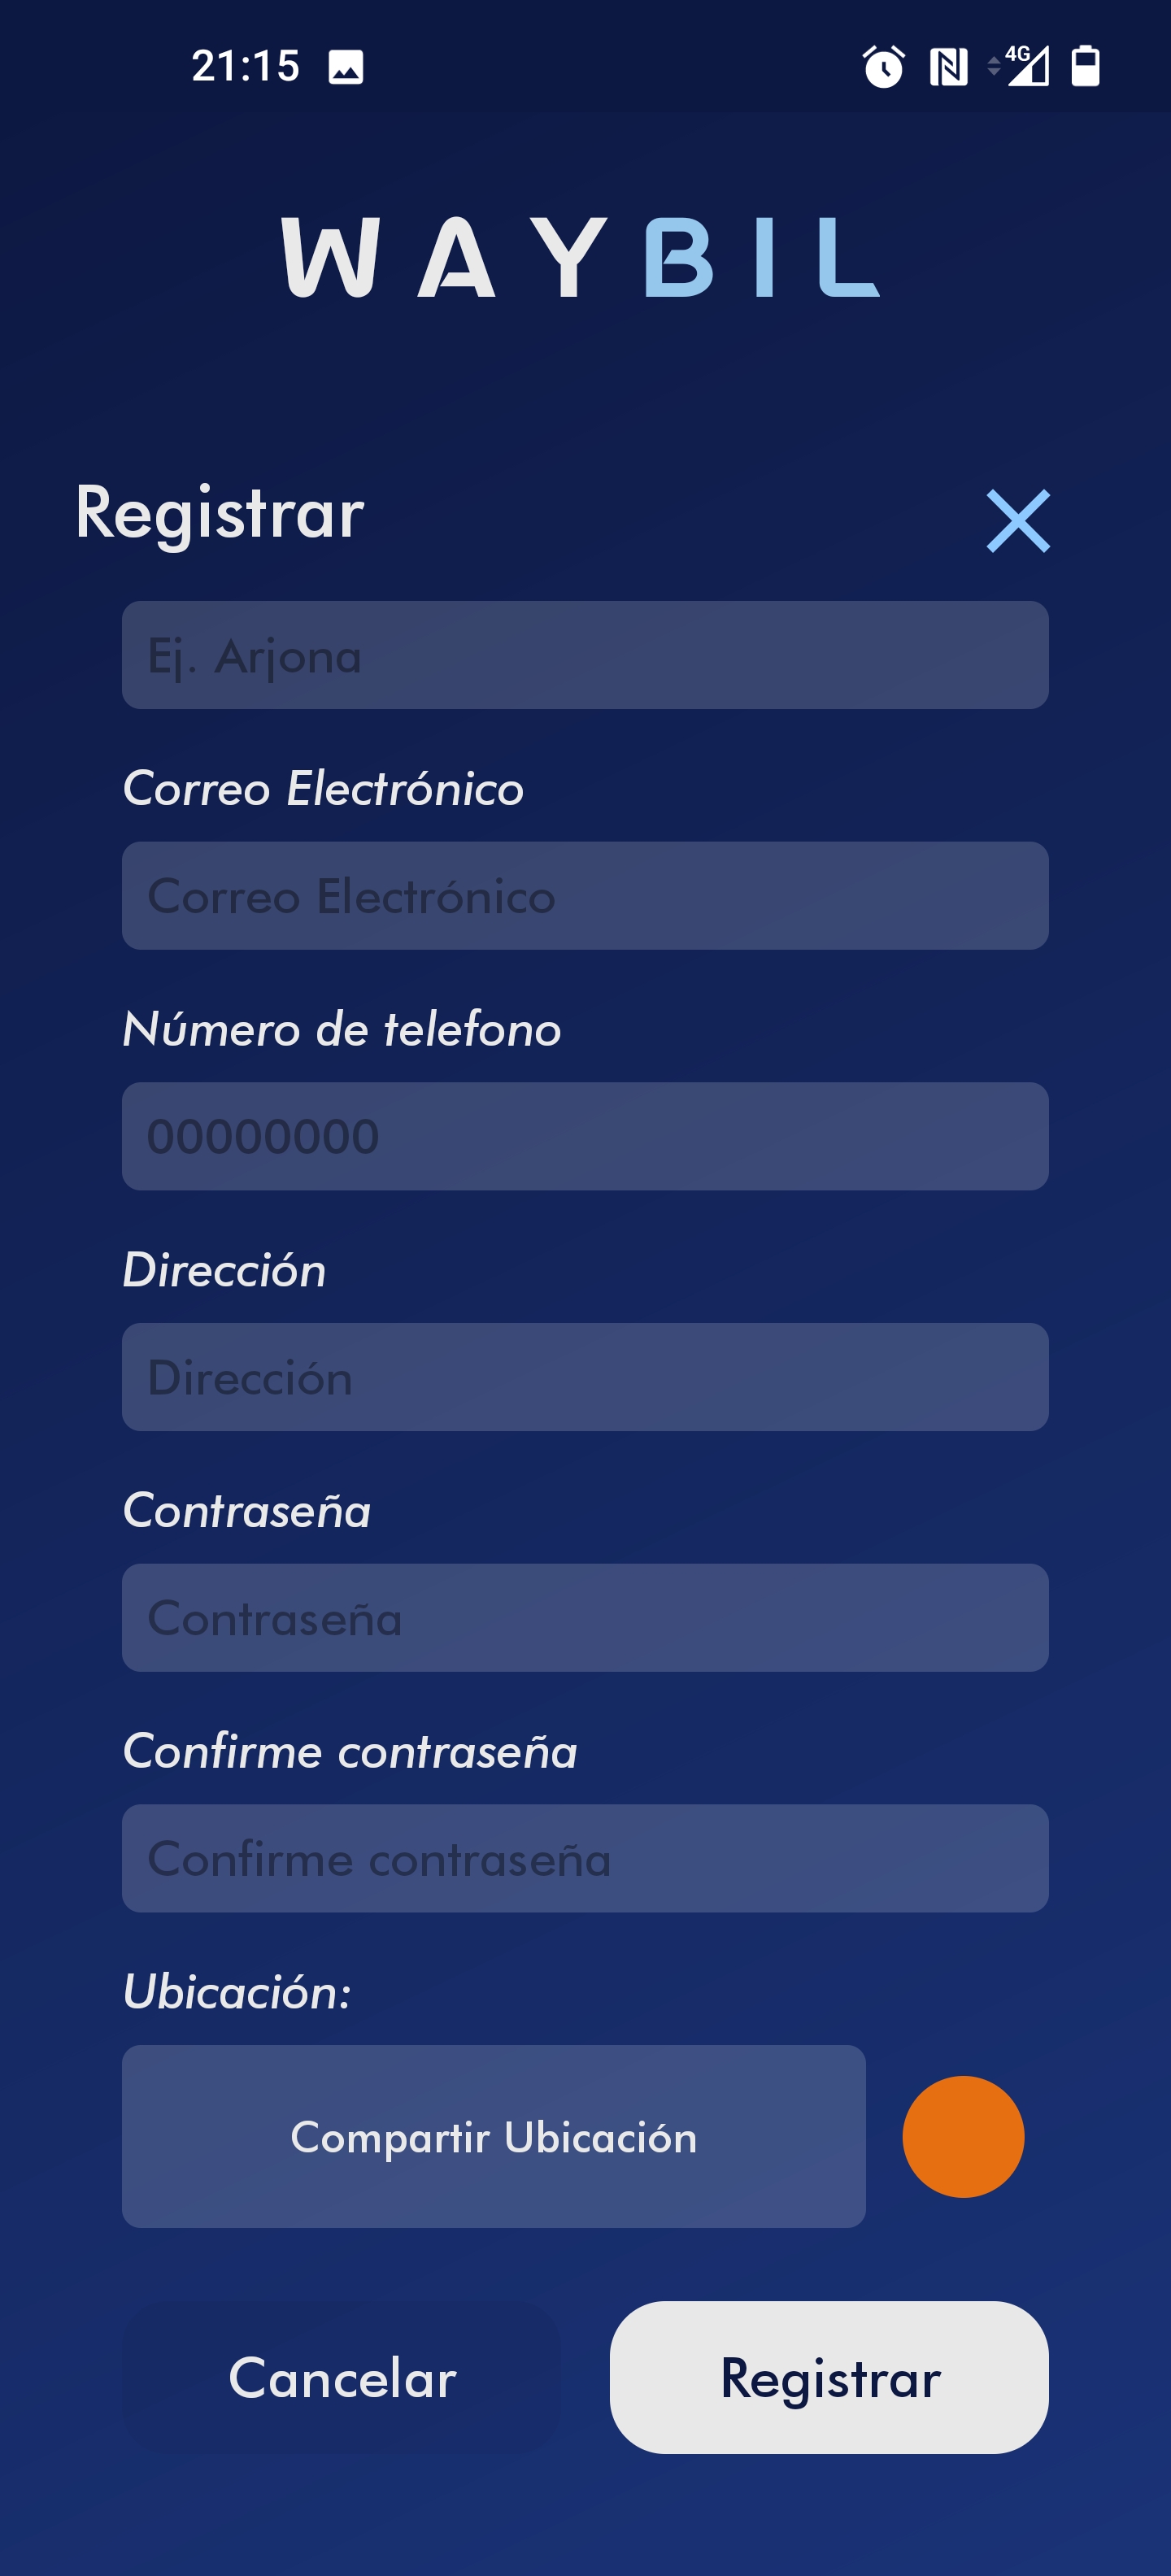 21:15
4G
WAYBIL
Registrar
Ej. Arjona
Correo Electrónico
Correo Electrónico
Número de telefono
00000000
Dirección
Dirección
Contraseña
Contraseña
Confirme contraseña
Confirme contraseña
Ubicación:
Compartir Ubicación
Cancelar
Registrar